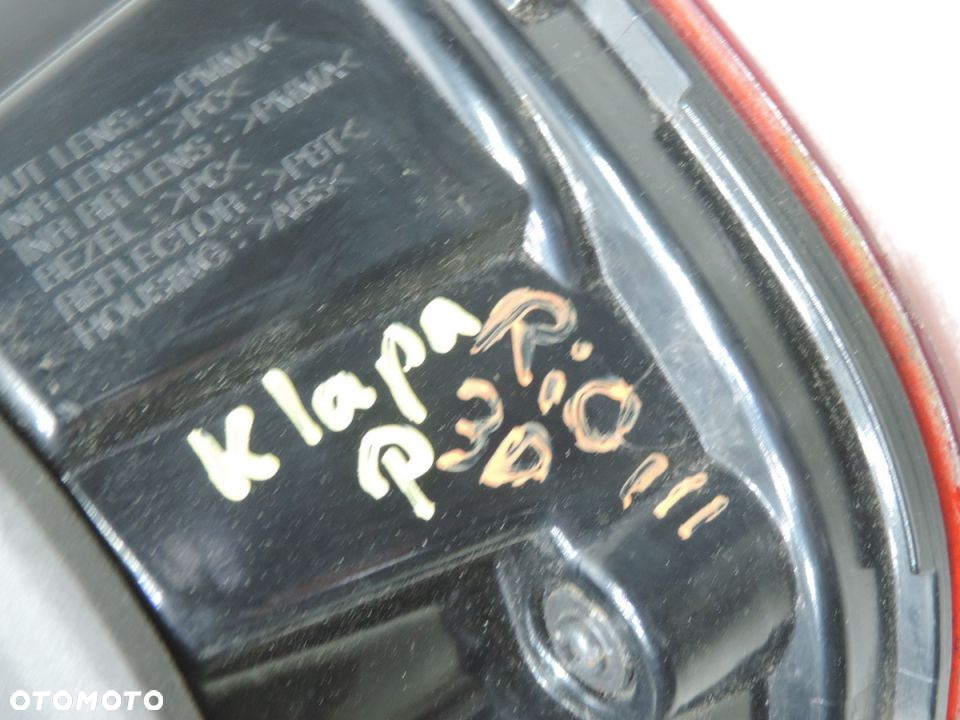 OUT LENS : >PMMA<
INR LENS : >PC<
INR RR LENS : >PMMA<
BEZEL : >PC<
REFLECTOR : >PBT<
HOUSING : >ABS<
Klapa Rio III
P 3D
OTOMOTO